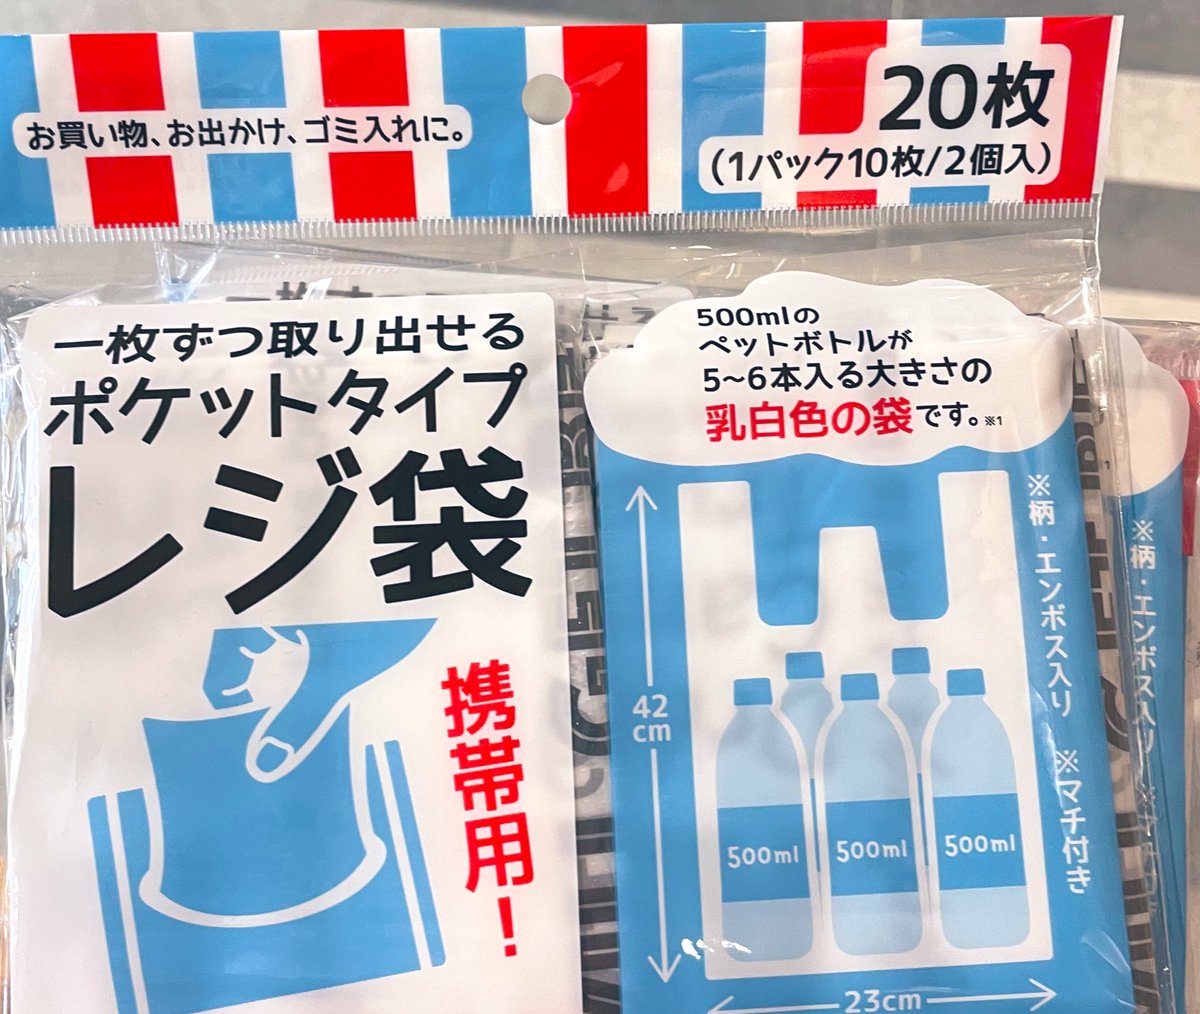 お買い物、お出かけ、ゴミ入れに。
20枚
(1パック10枚/2個入)
一枚ずつ取り出せる
ポケットタイプ
レジ袋
携帯用!
500mlの
ペットボトルが
5~6本入る大きさの
乳白色の袋です。※1
※柄・エンボス入り ※マチ付き
42
cm
500ml
500ml
500ml
23cm
※柄・エンボス入り